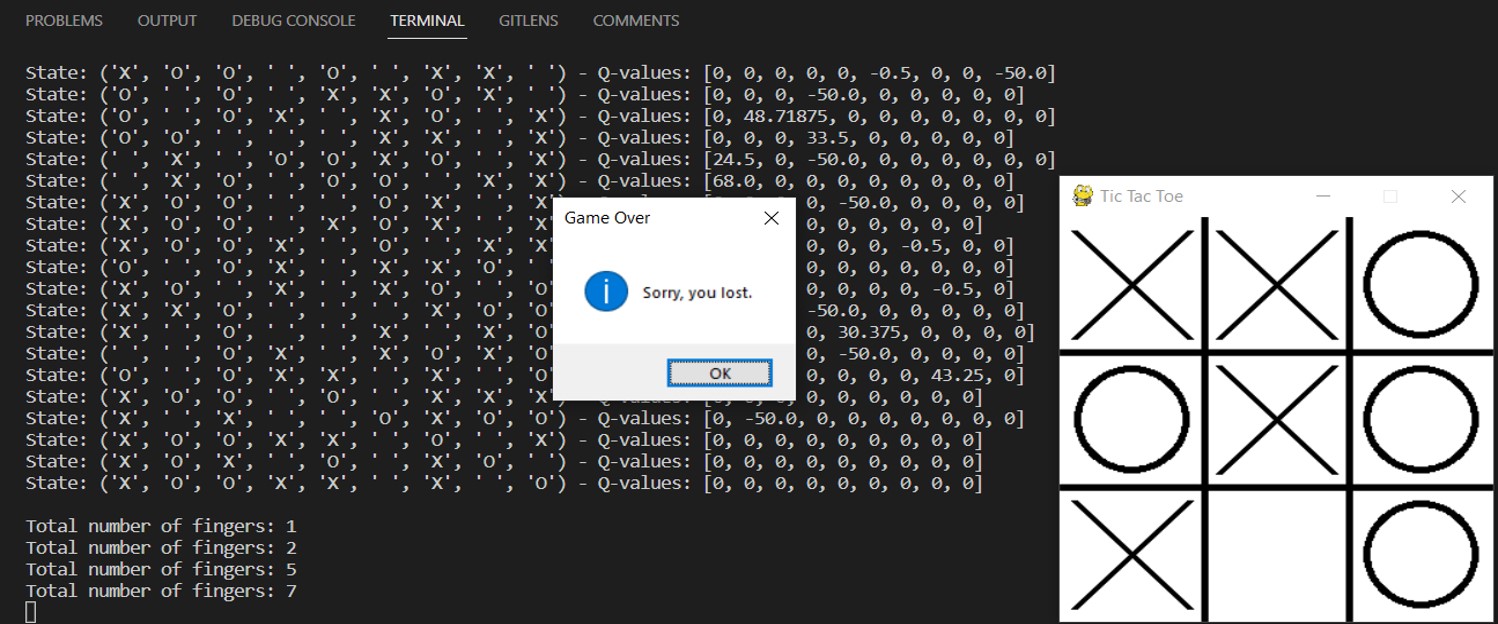 PROBLEMS OUTPUT DEBUG CONSOLE TERMINAL GITLENS COMMENTS
State: ('X', 'O', 'O', ' ', 'O', ' ', 'X', 'X', ' ') - Q-values: [0, 0, 0, 0, 0, -0.5, 0, 0, -50.0]
State: ('O', ' ', 'O', ' ', 'X', 'X', 'O', 'X', ' ') - Q-values: [0, 0, 0, -50.0, 0, 0, 0, 0, 0]
State: ('O', ' ', 'O', 'X', ' ', 'X', 'O', ' ', 'X') - Q-values: [0, 48.71875, 0, 0, 0, 0, 0, 0, 0]
State: ('O', 'O', ' ', ' ', ' ', 'X', 'X', ' ', 'X') - Q-values: [0, 0, 0, 33.5, 0, 0, 0, 0, 0]
State: (' ', 'X', ' ', 'O', 'O', 'X', 'O', ' ', 'X') - Q-values: [24.5, 0, -50.0, 0, 0, 0, 0, 0, 0]
State: (' ', 'X', 'O', ' ', 'O', 'O', ' ', 'X', 'X') - Q-values: [68.0, 0, 0, 0, 0, 0, 0, 0, 0]
State: ('X', 'O', 'O', ' ', ' ', ' ', 'O', 'X', 'X -50.0, 0, 0, 0, 0]
State: ('X', ' ', ' ', ' ', 'X', 'O', 'X', 'O', 'X 0, 0, 0, 0, 0]
State: ('X', 'O', 'O', 'X', ' ', 'O', ' ', 'X', 'X 0, 0, 0, -0.5, 0, 0]
State: ('O', ' ', 'O', 'X', ' ', 'X', 'X', 'O', ' 0, 0, 0, 0, 0, 0]
State: ('X', 'O', ' ', 'X', ' ', 'X', 'O', ' ', 'O 0, 0, 0, 0, -0.5, 0]
State: ('X', 'X', 'O', ' ', ' ', ' ', 'X', 'O', 'O -50.0, 0, 0, 0, 0, 0]
State: ('X', ' ', 'O', ' ', ' ', 'X', ' ', 'X', 'O 0, 30.375, 0, 0, 0, 0]
State: (' ', ' ', 'O', 'X', ' ', 'X', 'O', 'X', 'O 0, -50.0, 0, 0, 0, 0]
State: ('O', ' ', 'O', 'X', 'X', ' ', 'X', ' ', 'O 0, 0, 0, 0, 43.25, 0]
State: ('X', 'O', 'O', ' ', 'O', ' ', 'X', 'X', 'X 0, 0, 0, 0, 0, 0]
State: ('X', ' ', 'X', ' ', ' ', 'O', 'X', 'O', 'O') - Q-values: [0, -50.0, 0, 0, 0, 0, 0, 0, 0]
State: ('X', 'O', 'O', 'X', 'X', ' ', 'O', ' ', 'X') - Q-values: [0, 0, 0, 0, 0, 0, 0, 0, 0]
State: ('X', 'O', 'X', ' ', 'O', ' ', 'X', 'O', ' ') - Q-values: [0, 0, 0, 0, 0, 0, 0, 0, 0]
State: ('X', 'O', 'O', 'X', 'X', ' ', 'X', ' ', 'O') - Q-values: [0, 0, 0, 0, 0, 0, 0, 0, 0]
Total number of fingers: 1
Total number of fingers: 2
Total number of fingers: 5
Total number of fingers: 7
Game Over
Sorry, you lost.
OK
Tic Tac Toe